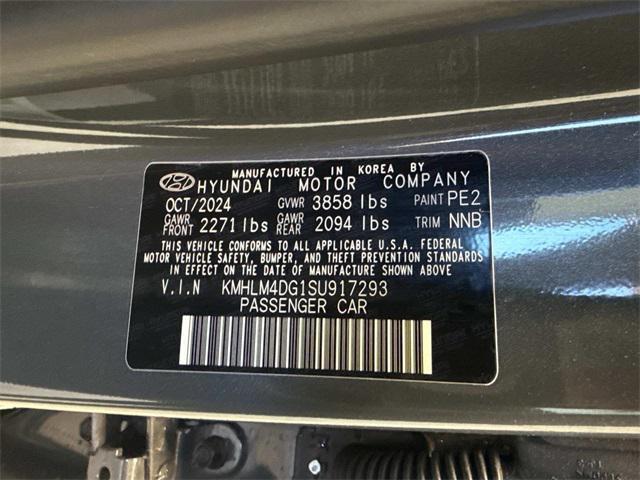 MANUFACTURED IN KOREA BY
HYUNDAI MOTOR COMPANY
OCT/2024 GVWR 3858 lbs PAINT PE2
GAWR FRONT 2271 lbs GAWR REAR 2094 lbs TRIM NNB
THIS VEHICLE CONFORMS TO ALL APPLICABLE U.S.A. FEDERAL
MOTOR VEHICLE SAFETY, BUMPER, AND THEFT PREVENTION STANDARDS
IN EFFECT ON THE DATE OF MANUFACTURE SHOWN ABOVE
V.I.N KMHLM4DG1SU917293
PASSENGER CAR